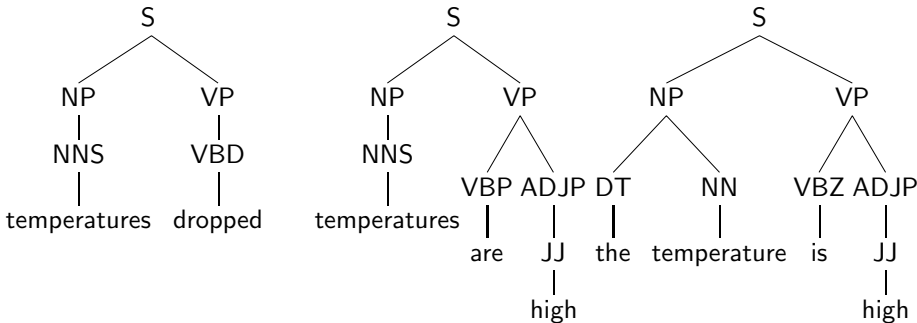 S S S
NP VP NP VP NP VP
NNS VBD NNS
VBP ADJP DT NN VBZ ADJP
temperatures dropped temperatures
are JJ the temperature is JJ
high high